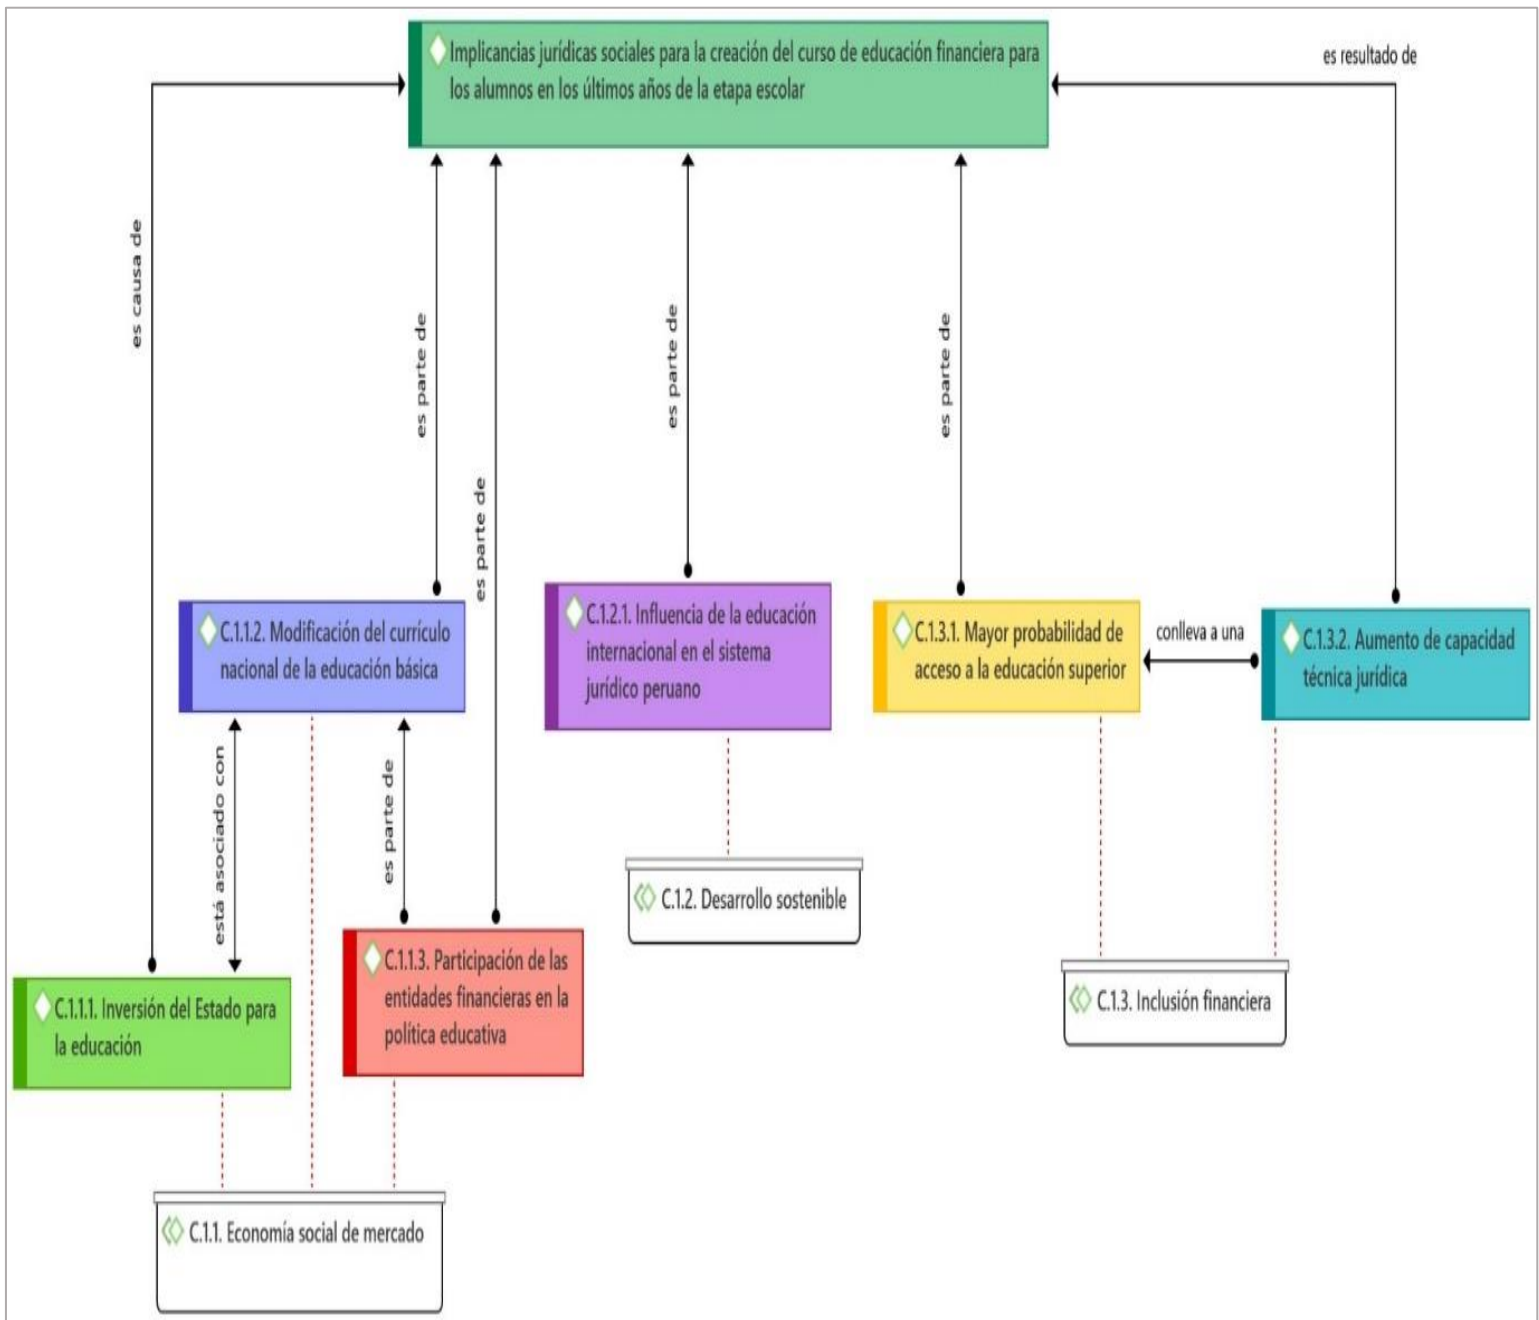 Implicancias jurídicas sociales para la creación del curso de educación financiera para
los alumnos en los últimos años de la etapa escolar
es resultado de
es causa de
es parte de
es parte de
es parte de
es parte de
C.1.1.2. Modificación del currículo
nacional de la educación básica
C.1.2.1. Influencia de la educación
internacional en el sistema
jurídico peruano
C.1.3.1. Mayor probabilidad de
acceso a la educación superior
conlleva a una
C.1.3.2. Aumento de capacidad
técnica jurídica
está asociado con
es parte de
C.1.2. Desarrollo sostenible
C.1.1.1. Inversión del Estado para
la educación
C.1.1.3. Participación de las
entidades financieras en la
política educativa
C.1.3. Inclusión financiera
C.1.1. Economía social de mercado